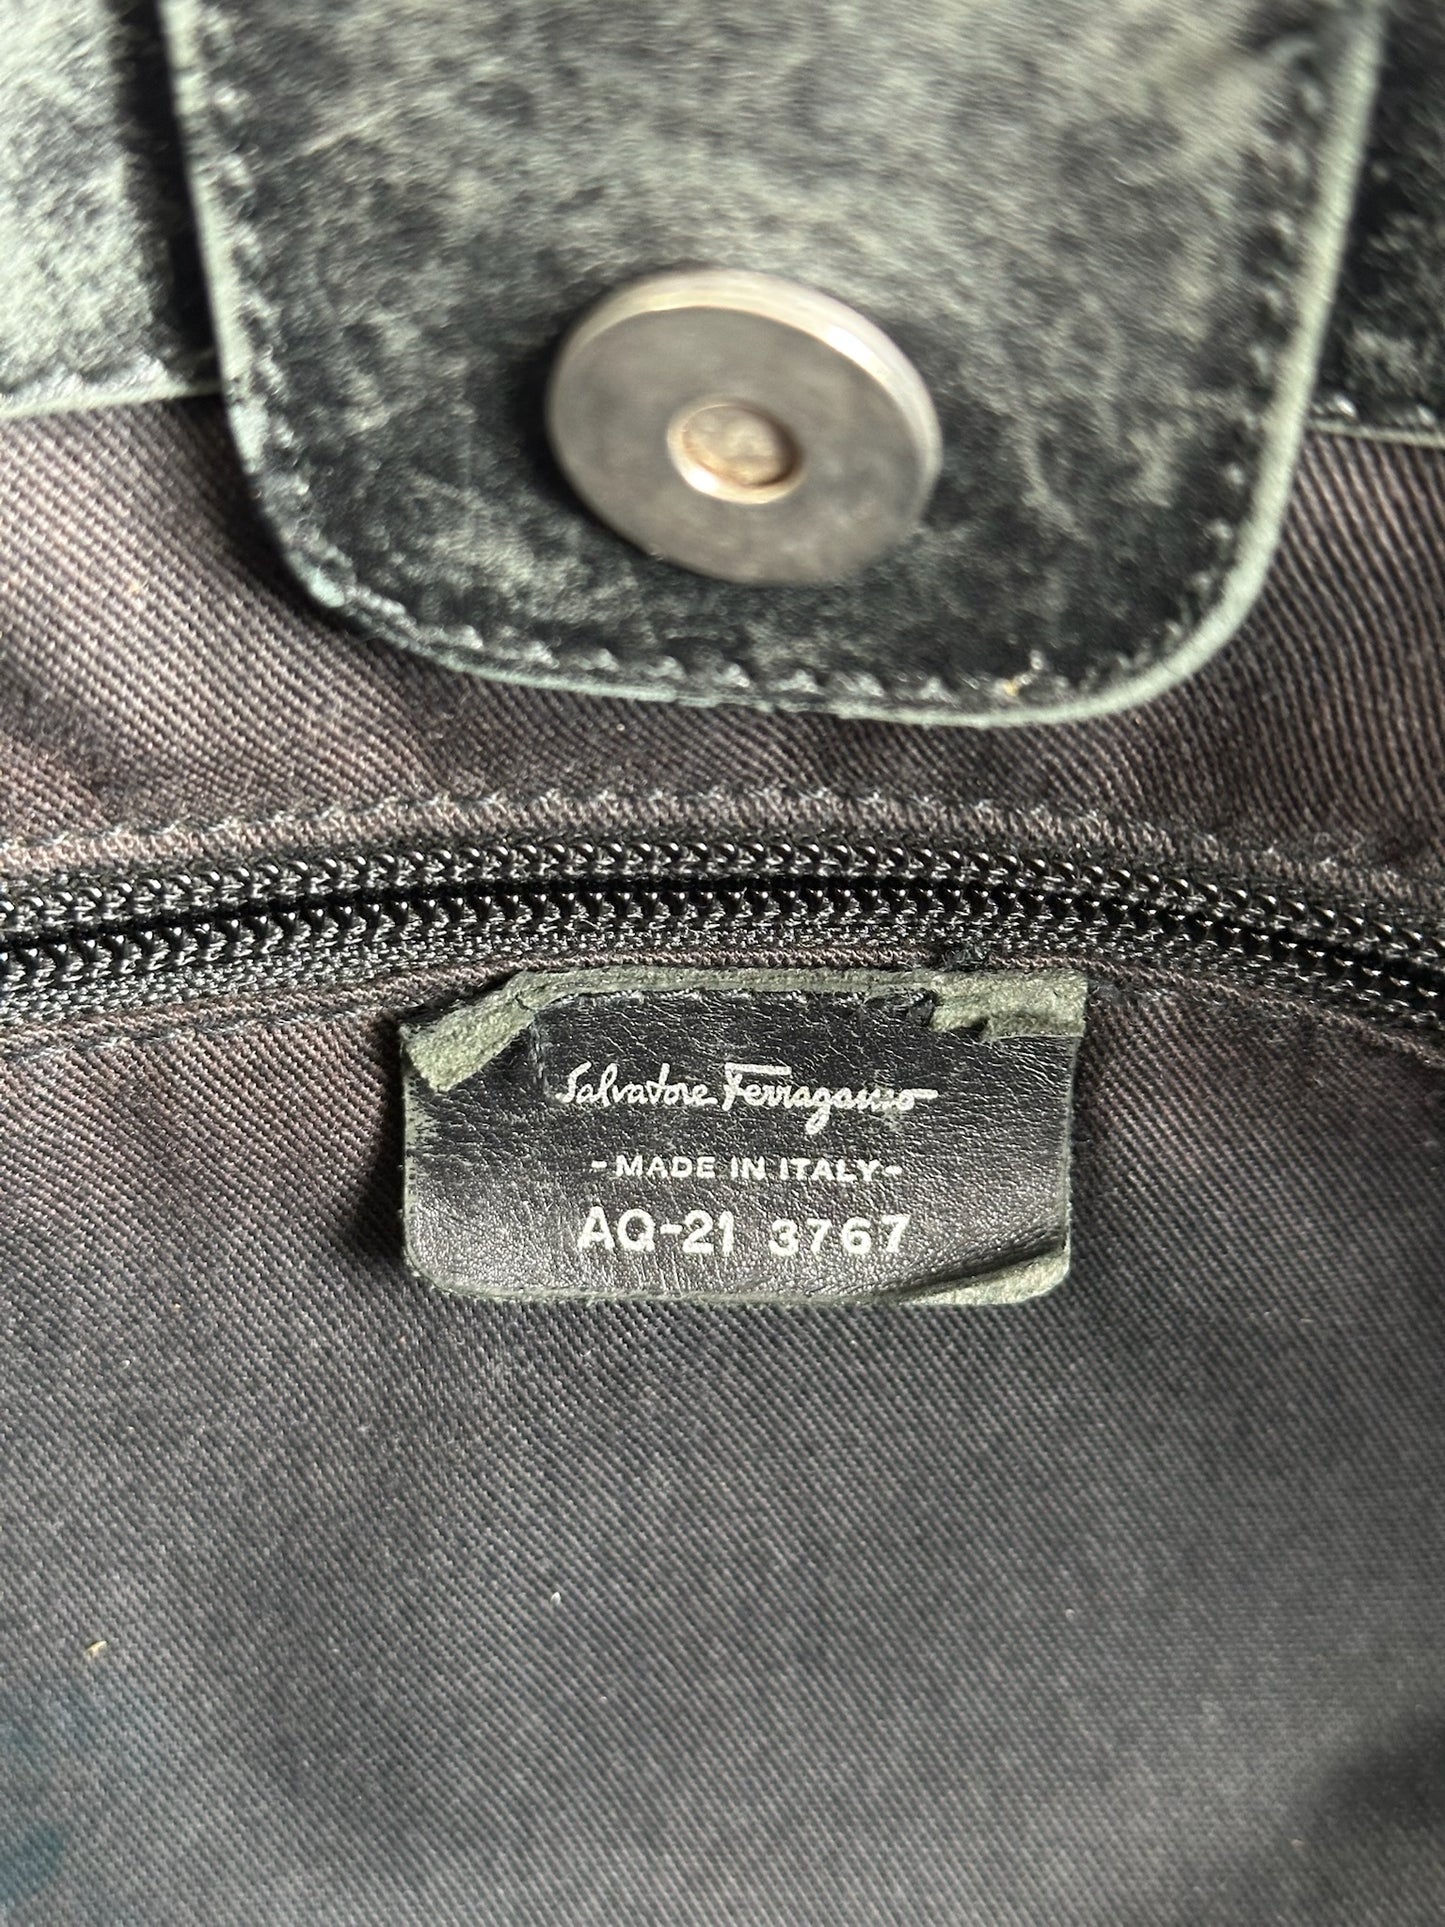 Salvatore Ferragamo
-MADE IN ITALY-
AQ-21 3767